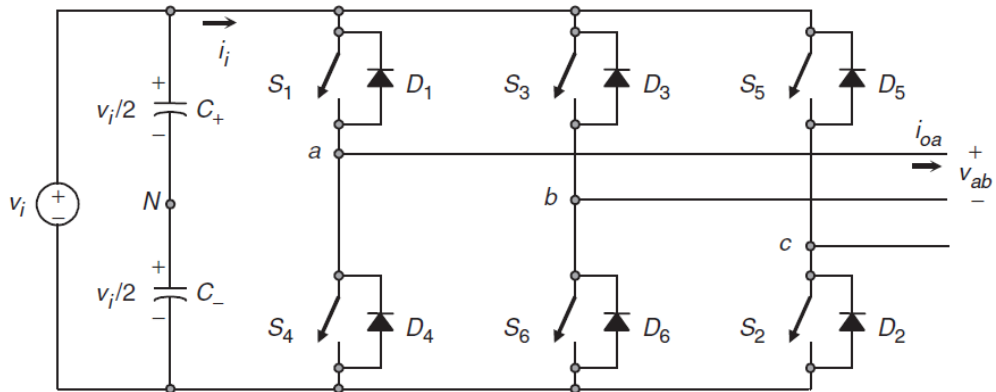 i_i
+
S_1
D_1
S_3
D_3
S_5
D_5
v_i/2
C_+
−
i_oa
+
a
v_ab
v_i
+
−
N
b
−
c
+
v_i/2
C_−
−
S_4
D_4
S_6
D_6
S_2
D_2